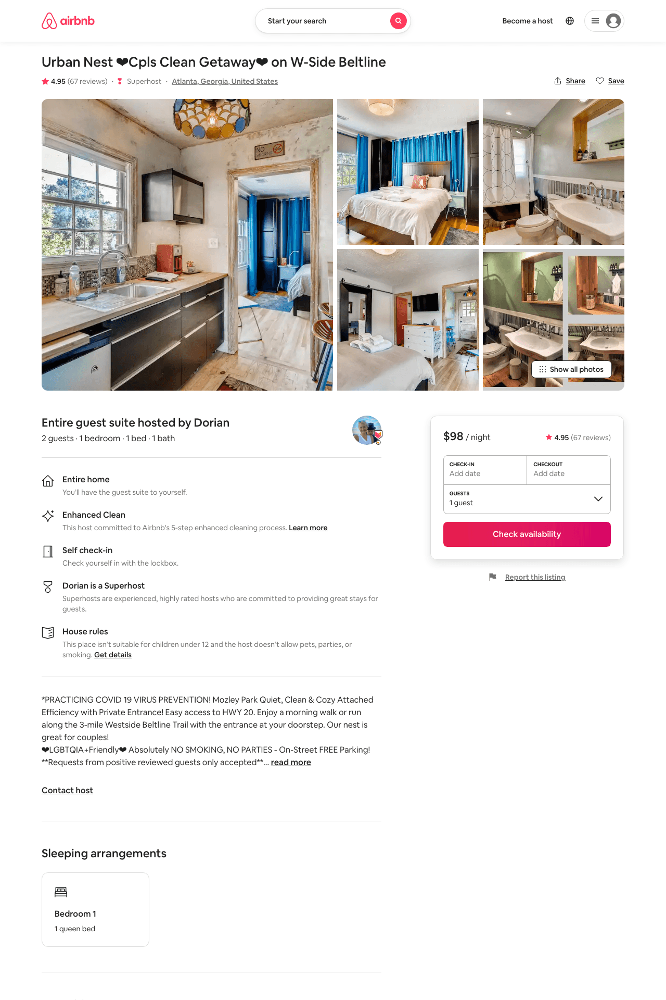 airbnb
Start your search
Become a host
Urban Nest ❤Cpls Clean Getaway❤ on W-Side Beltline
4.95 (67 reviews) · Superhost · Atlanta, Georgia, United States
Share
Save
NO
SMOKING
Show all photos
Entire guest suite hosted by Dorian
2 guests · 1 bedroom · 1 bed · 1 bath
$98 / night
4.95 (67 reviews)
CHECK-IN
Add date
CHECKOUT
Add date
GUESTS
1 guest
Check availability
Report this listing
Entire home
You’ll have the guest suite to yourself.
Enhanced Clean
This host committed to Airbnb's 5-step enhanced cleaning process. Learn more
Self check-in
Check yourself in with the lockbox.
Dorian is a Superhost
Superhosts are experienced, highly rated hosts who are committed to providing great stays for
guests.
House rules
This place isn’t suitable for children under 12 and the host doesn’t allow pets, parties, or
smoking. Get details
*PRACTICING COVID 19 VIRUS PREVENTION! Mozley Park Quiet, Clean & Cozy Attached
Efficiency with Private Entrance! Easy access to HWY 20. Enjoy a morning walk or run
along the 3-mile Westside Beltline Trail with the entrance at your doorstep. Our nest is
great for couples!
❤LGBTQIA+Friendly❤ Absolutely NO SMOKING, NO PARTIES - On-Street FREE Parking!
**Requests from positive reviewed guests only accepted**... read more
Contact host
Sleeping arrangements
Bedroom 1
1 queen bed